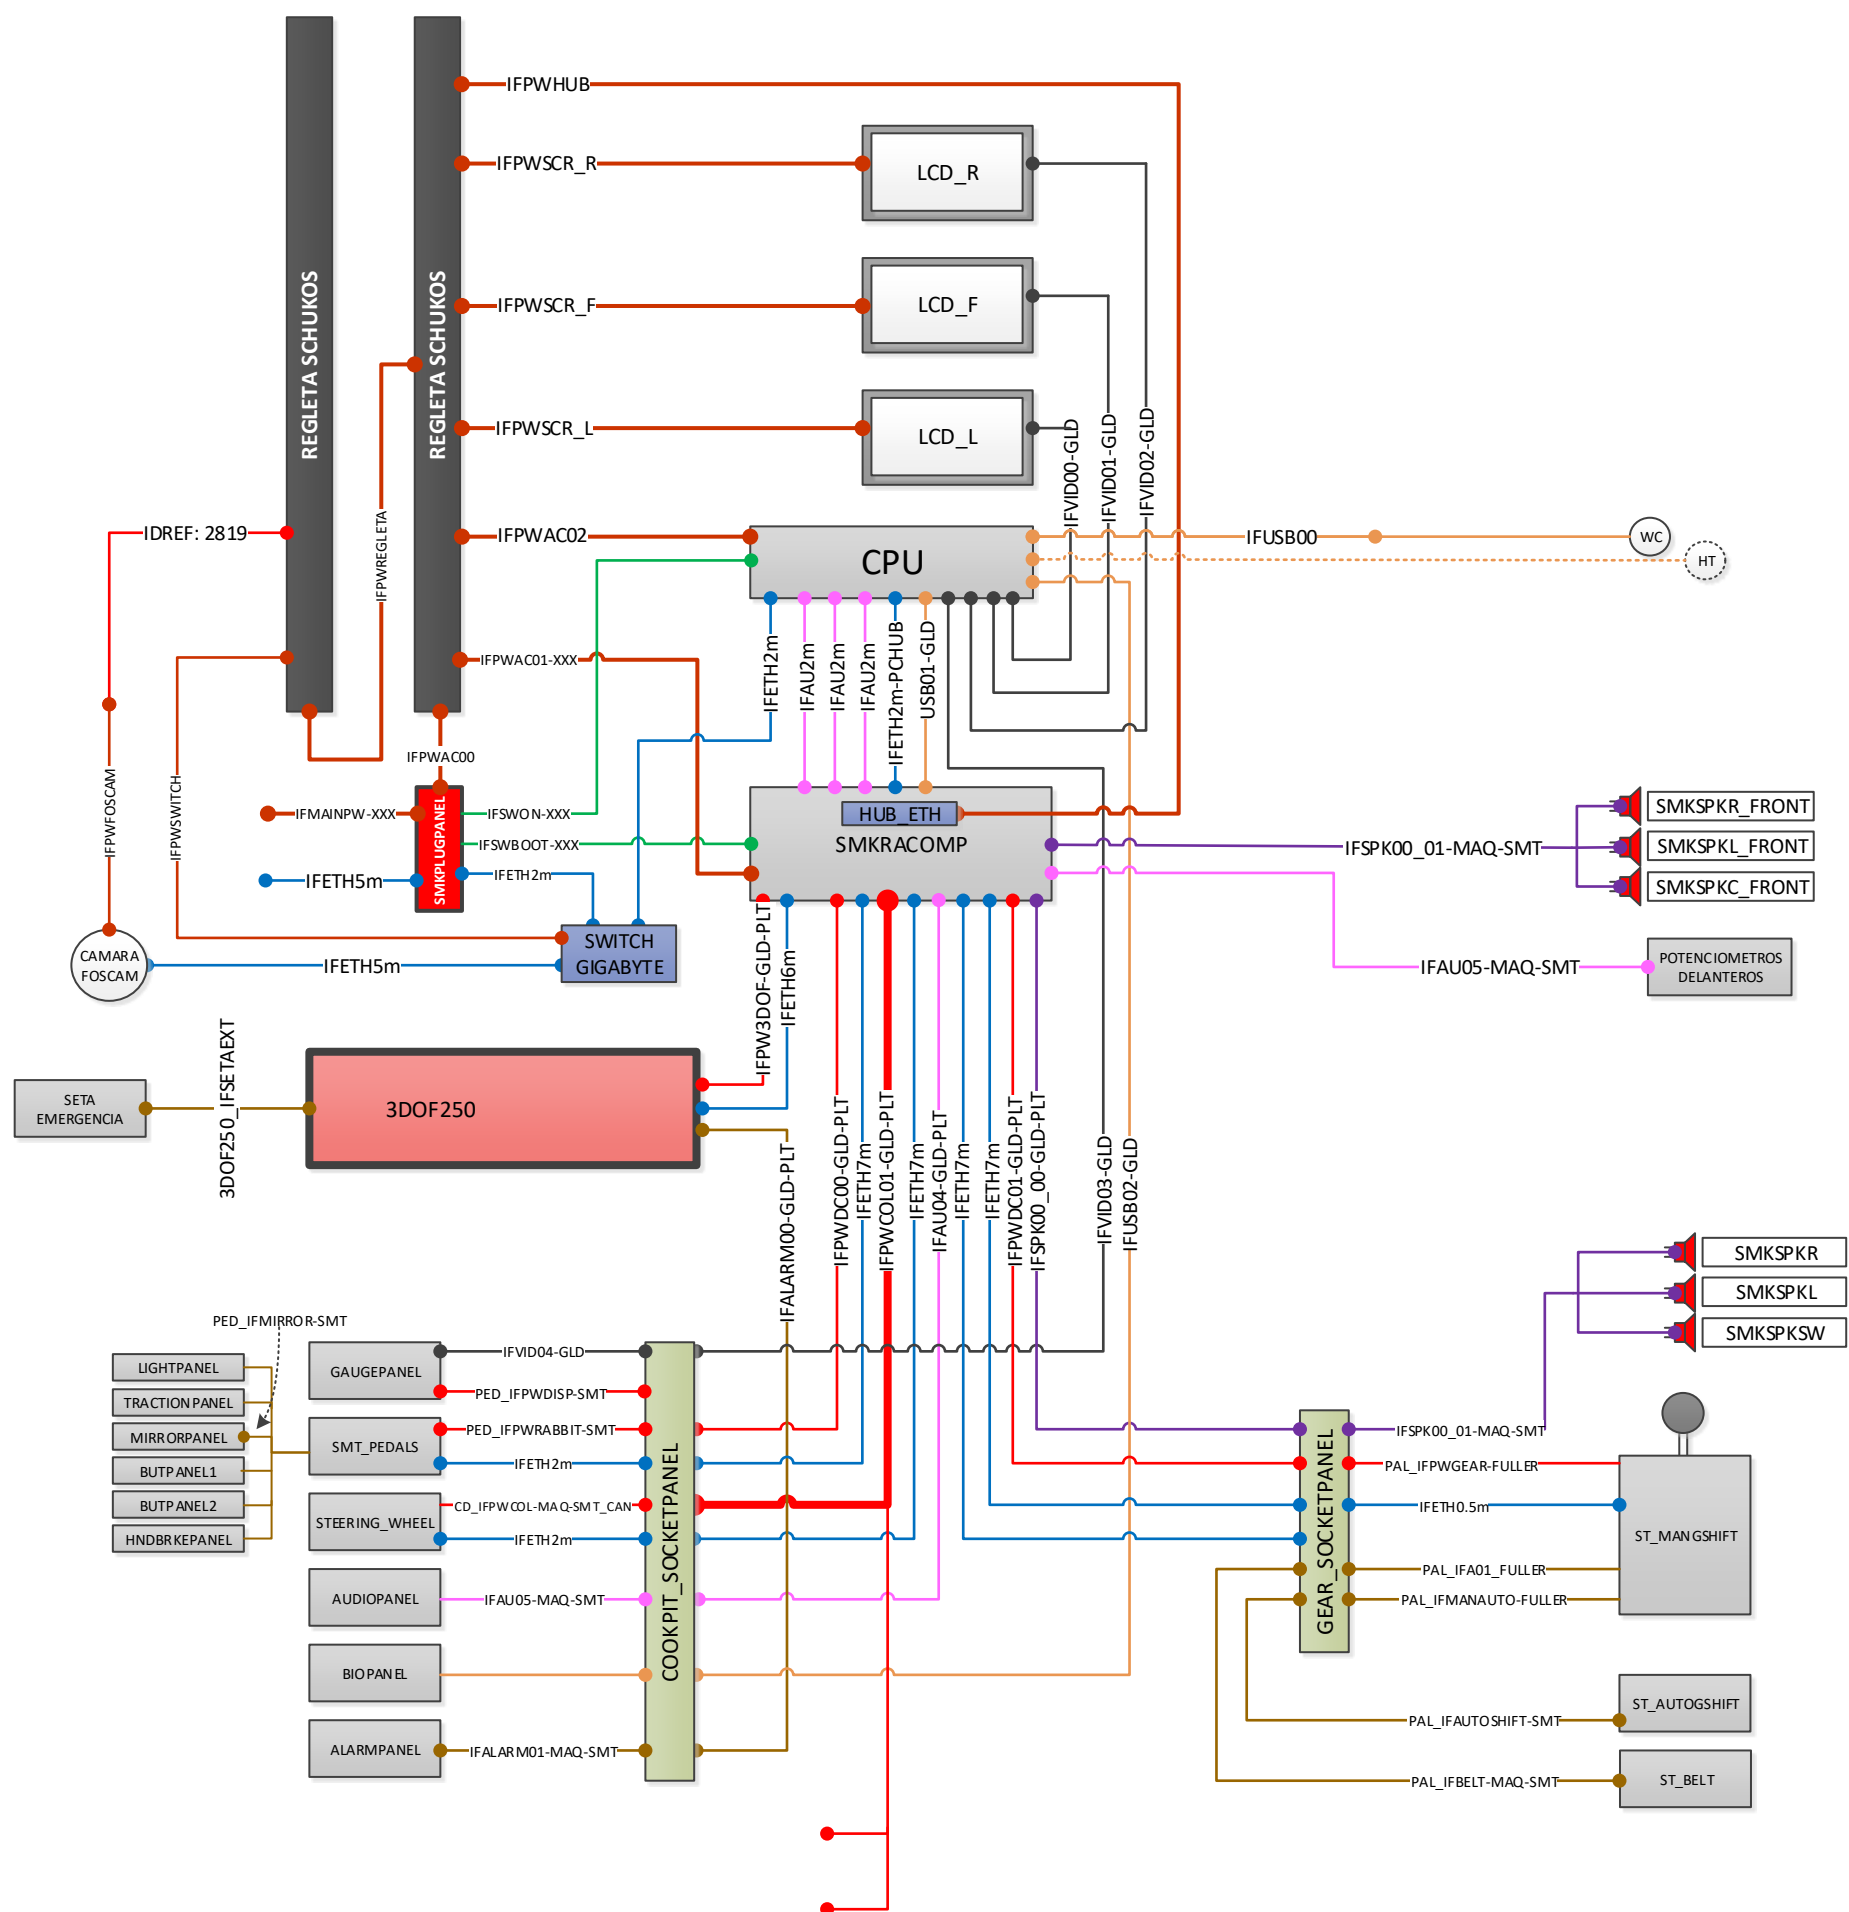 IFPWHUB
IFPWSCR_R
LCD_R
IFPWSCR_F
LCD_F
REGLETA SCHUKOS
REGLETA SCHUKOS
IFPWSCR_L
LCD_L
IFVID00-GLD
IFVID01-GLD
IFVID02-GLD
IFPWREGLETA
IDREF: 2819
IFPWAC02
CPU
IFUSB00
WC
HT
IFPWAC01-XXX
IFETH2m
IFAU2m
IFAU2m
IFAU2m
IFETH2m-PCHUB
USB01-GLD
IFPWAC00
IFPWFOSCAM
IFPWSWITCH
IFMAINPW-XXX
SMKPLUGPANEL
IFSWON-XXX
IFSWBOOT-XXX
IFETH5m
IFETH2m
HUB_ETH
SMKRACOMP
IFSPK00_01-MAQ-SMT
SMKSPKR_FRONT
SMKSPKL_FRONT
SMKSPKC_FRONT
CAMARA
FOSCAM
IFETH5m
SWITCH
GIGABYTE
IFAU05-MAQ-SMT
POTENCIOMETROS
DELANTEROS
IFPW3DOF-GLD-PLT
IFETH6m
SETA
EMERGENCIA
3DOF250_IFSETAEXT
3DOF250
IFALARM00-GLD-PLT
IFPWDC00-GLD-PLT
IFETH7m
IFPWCOL01-GLD-PLT
IFETH7m
IFAU04-GLD-PLT
IFETH7m
IFETH7m
IFPWDC01-GLD-PLT
IFSPK00_00-GLD-PLT
IFVID03-GLD
IFUSB02-GLD
SMKSPKR
SMKSPKL
SMKSPKSW
PED_IFMIRROR-SMT
LIGHTPANEL
TRACTIONPANEL
MIRRORPANEL
BUTPANEL1
BUTPANEL2
HNDBRKEPANEL
GAUGEPANEL
IFVID04-GLD
PED_IFPWDISP-SMT
SMT_PEDALS
PED_IFPWRABBIT-SMT
IFETH2m
STEERING_WHEEL
CD_IFPWCOL-MAQ-SMT_CAN
IFETH2m
AUDIOPANEL
IFAU05-MAQ-SMT
BIOPANEL
ALARMPANEL
IFALARM01-MAQ-SMT
COOKPIT_SOCKETPANEL
GEAR_SOCKETPANEL
IFSPK00_01-MAQ-SMT
PAL_IFPWGEAR-FULLER
IFETH0.5m
PAL_IFA01_FULLER
PAL_IFMANAUTO-FULLER
ST_MANGSHIFT
PAL_IFAUTOSHIFT-SMT
ST_AUTOGSHIFT
PAL_IFBELT-MAQ-SMT
ST_BELT